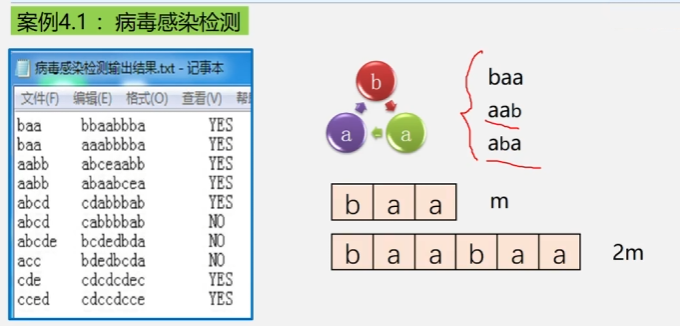 案例4.1 ：病毒感染检测
病毒感染检测输出结果.txt - 记事本
文件(F) 编辑(E) 格式(O) 查看(V) 帮
baa bbaabbba YES
baa aaabbbba YES
aabb abceaabb YES
aabb abaabcea YES
abcd cdabbbab YES
abcd cabbbbab NO
abcde bcdedbda NO
acc bdedbcda NO
cde cdcdcdec YES
cced cdccdcce YES
b
a a
baa
aab
aba
b a a m
b a a b a a 2m